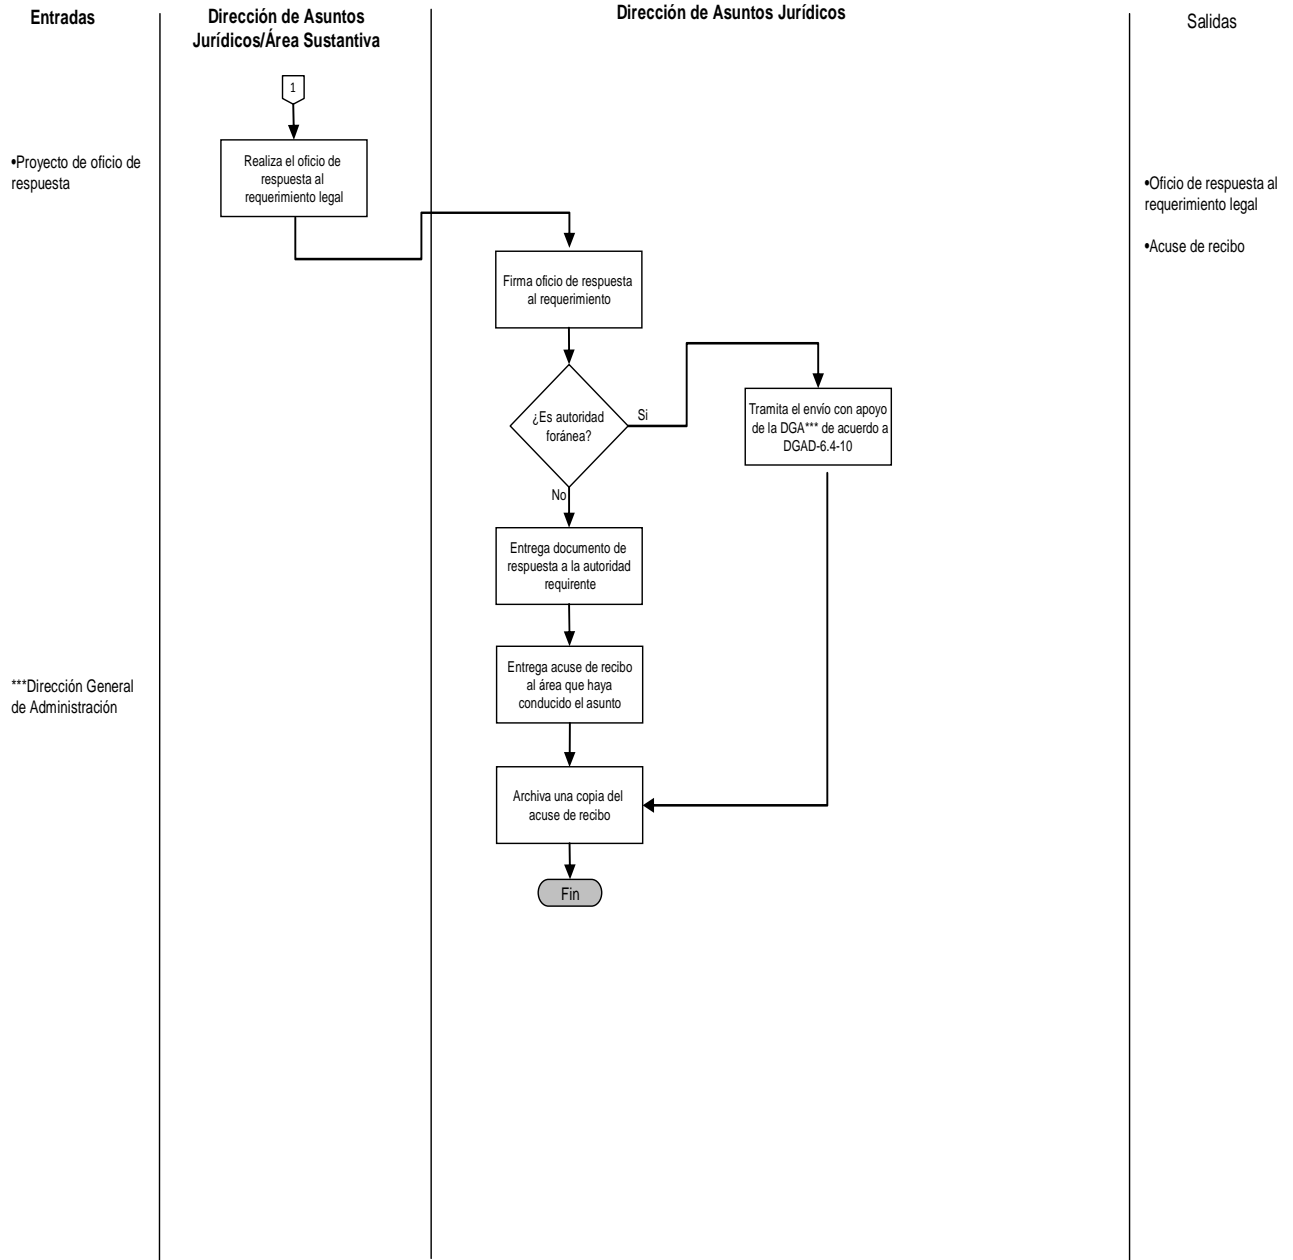 Entradas
Dirección de Asuntos
Jurídicos/Área Sustantiva
Dirección de Asuntos Jurídicos
Salidas
1
•Proyecto de oficio de
respuesta
Realiza el oficio de
respuesta al
requerimiento legal
•Oficio de respuesta al
requerimiento legal
•Acuse de recibo
Firma oficio de respuesta
al requerimiento
¿Es autoridad
foránea?
Si
Tramita el envío con apoyo
de la DGA*** de acuerdo a
DGAD-6.4-10
No
Entrega documento de
respuesta a la autoridad
requirente
Entrega acuse de recibo
al área que haya
conducido el asunto
***Dirección General
de Administración
Archiva una copia del
acuse de recibo
Fin